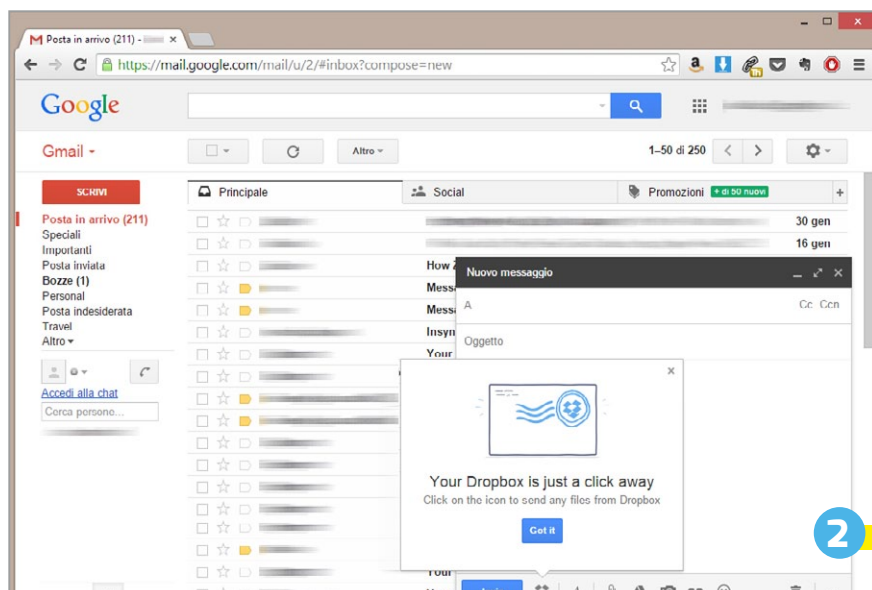 Posta in arrivo (211) -
https://mail.google.com/mail/u/2/#inbox?compose=new
Google
Gmail
Altro
1–50 di 250
SCRIVI
Principale
Social
Promozioni
+ di 50 nuovi
+
Posta in arrivo (211)
Speciali
Importanti
Posta inviata
Bozze (1)
Personal
Posta indesiderata
Travel
Altro
Accedi alla chat
Cerca persone...
30 gen
16 gen
How
Insyn
Your
Nuovo messaggio
A
Cc Ccn
Oggetto
Your Dropbox is just a click away
Click on the icon to send any files from Dropbox
Got it
2